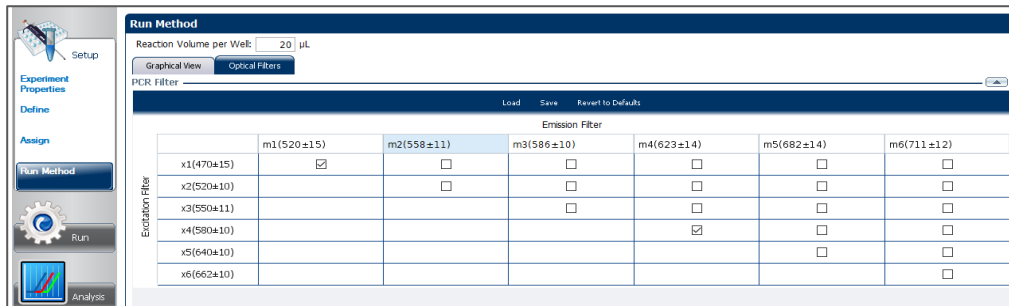 Run Method
Reaction Volume per Well: 20 µL
Setup
Graphical View Optical Filters
Experiment
Properties
PCR Filter
Define
Load Save Revert to Defaults
Emission Filter
Assign
m1(520±15) m2(558±11) m3(586±10) m4(623±14) m5(682±14) m6(711±12)
Run Method
Excitation Filter
x1(470±15)
x2(520±10)
x3(550±11)
x4(580±10)
x5(640±10)
x6(662±10)
Run
Analysis